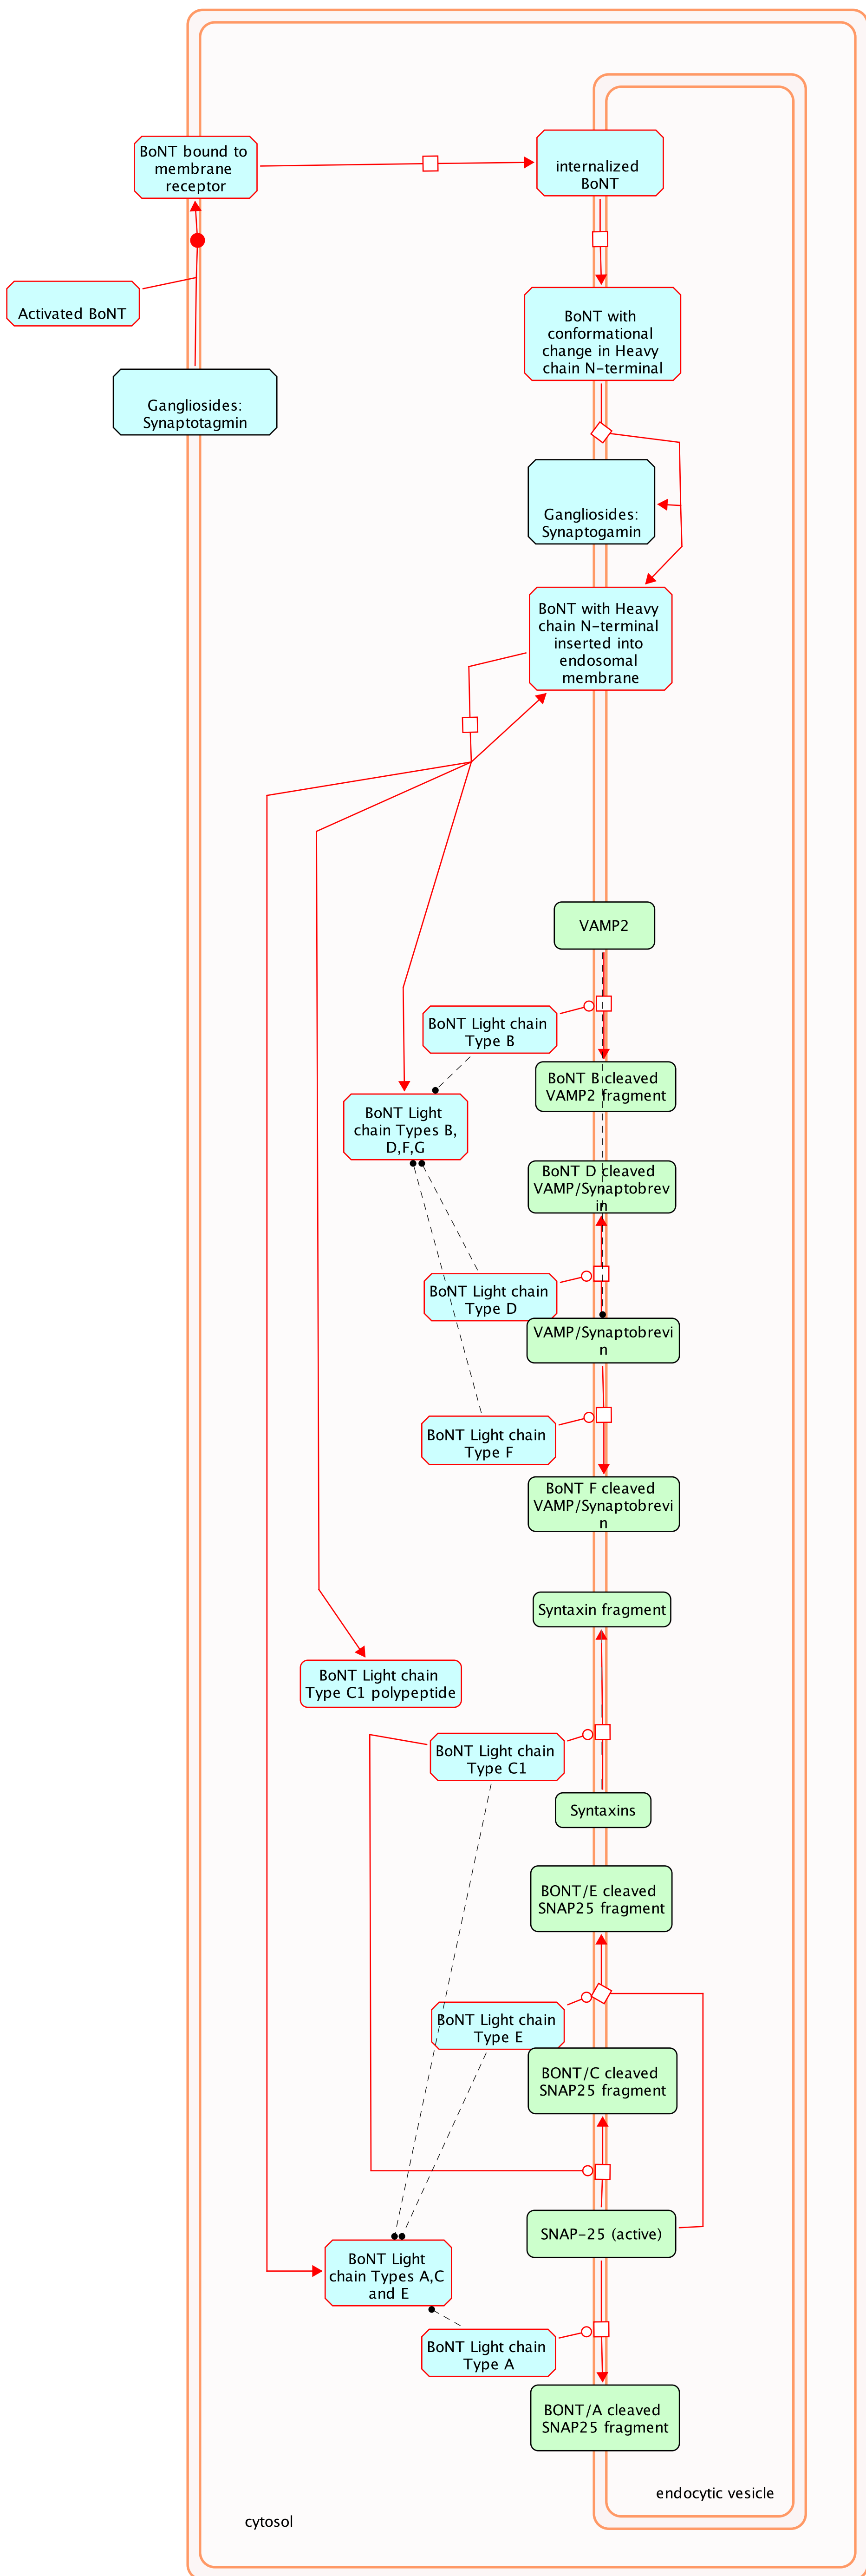 BoNT bound to
membrane
receptor
internalized
BoNT
Activated BoNT
BoNT with
conformational
change in Heavy
chain N-terminal
Gangliosides:
Synaptotagmin
Gangliosides:
Synaptogamin
BoNT with Heavy
chain N-terminal
inserted into
endosomal
membrane
VAMP2
BoNT Light chain
Type B
BoNT B cleaved
VAMP2 fragment
BoNT Light
chain Types B,
D,F,G
BoNT D cleaved
VAMP/Synaptobrev
in
BoNT Light chain
Type D
VAMP/Synaptobrevi
n
BoNT Light chain
Type F
BoNT F cleaved
VAMP/Synaptobrevi
n
Syntaxin fragment
BoNT Light chain
Type C1 polypeptide
BoNT Light chain
Type C1
Syntaxins
BONT/E cleaved
SNAP25 fragment
BoNT Light chain
Type E
BONT/C cleaved
SNAP25 fragment
SNAP-25 (active)
BoNT Light
chain Types A,C
and E
BoNT Light chain
Type A
BONT/A cleaved
SNAP25 fragment
endocytic vesicle
cytosol